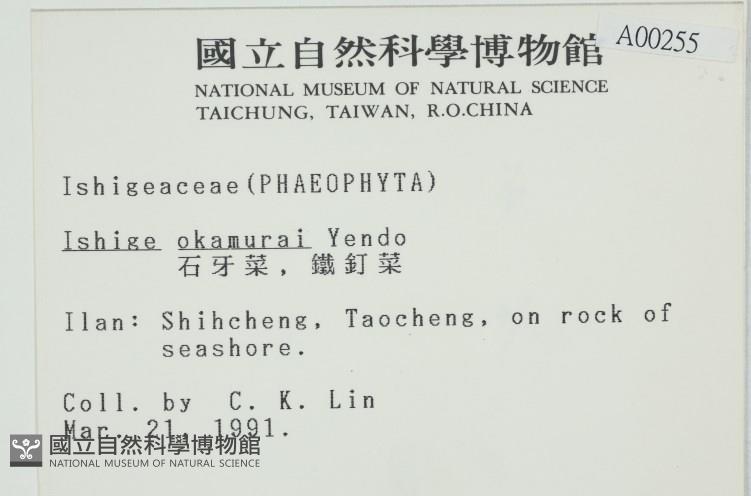 國立自然科學博物館
A00255
NATIONAL MUSEUM OF NATURAL SCIENCE
TAICHUNG, TAIWAN, R.O.CHINA
Ishigeaceae(PHAEOPHYTA)
Ishige okamurai Yendo
石牙菜，鐵釘菜
Ilan: Shihcheng, Taocheng, on rock of
seashore.
Coll. by C. K. Lin
Mar. 21, 1991.
國立自然科學博物館
NATIONAL MUSEUM OF NATURAL SCIENCE